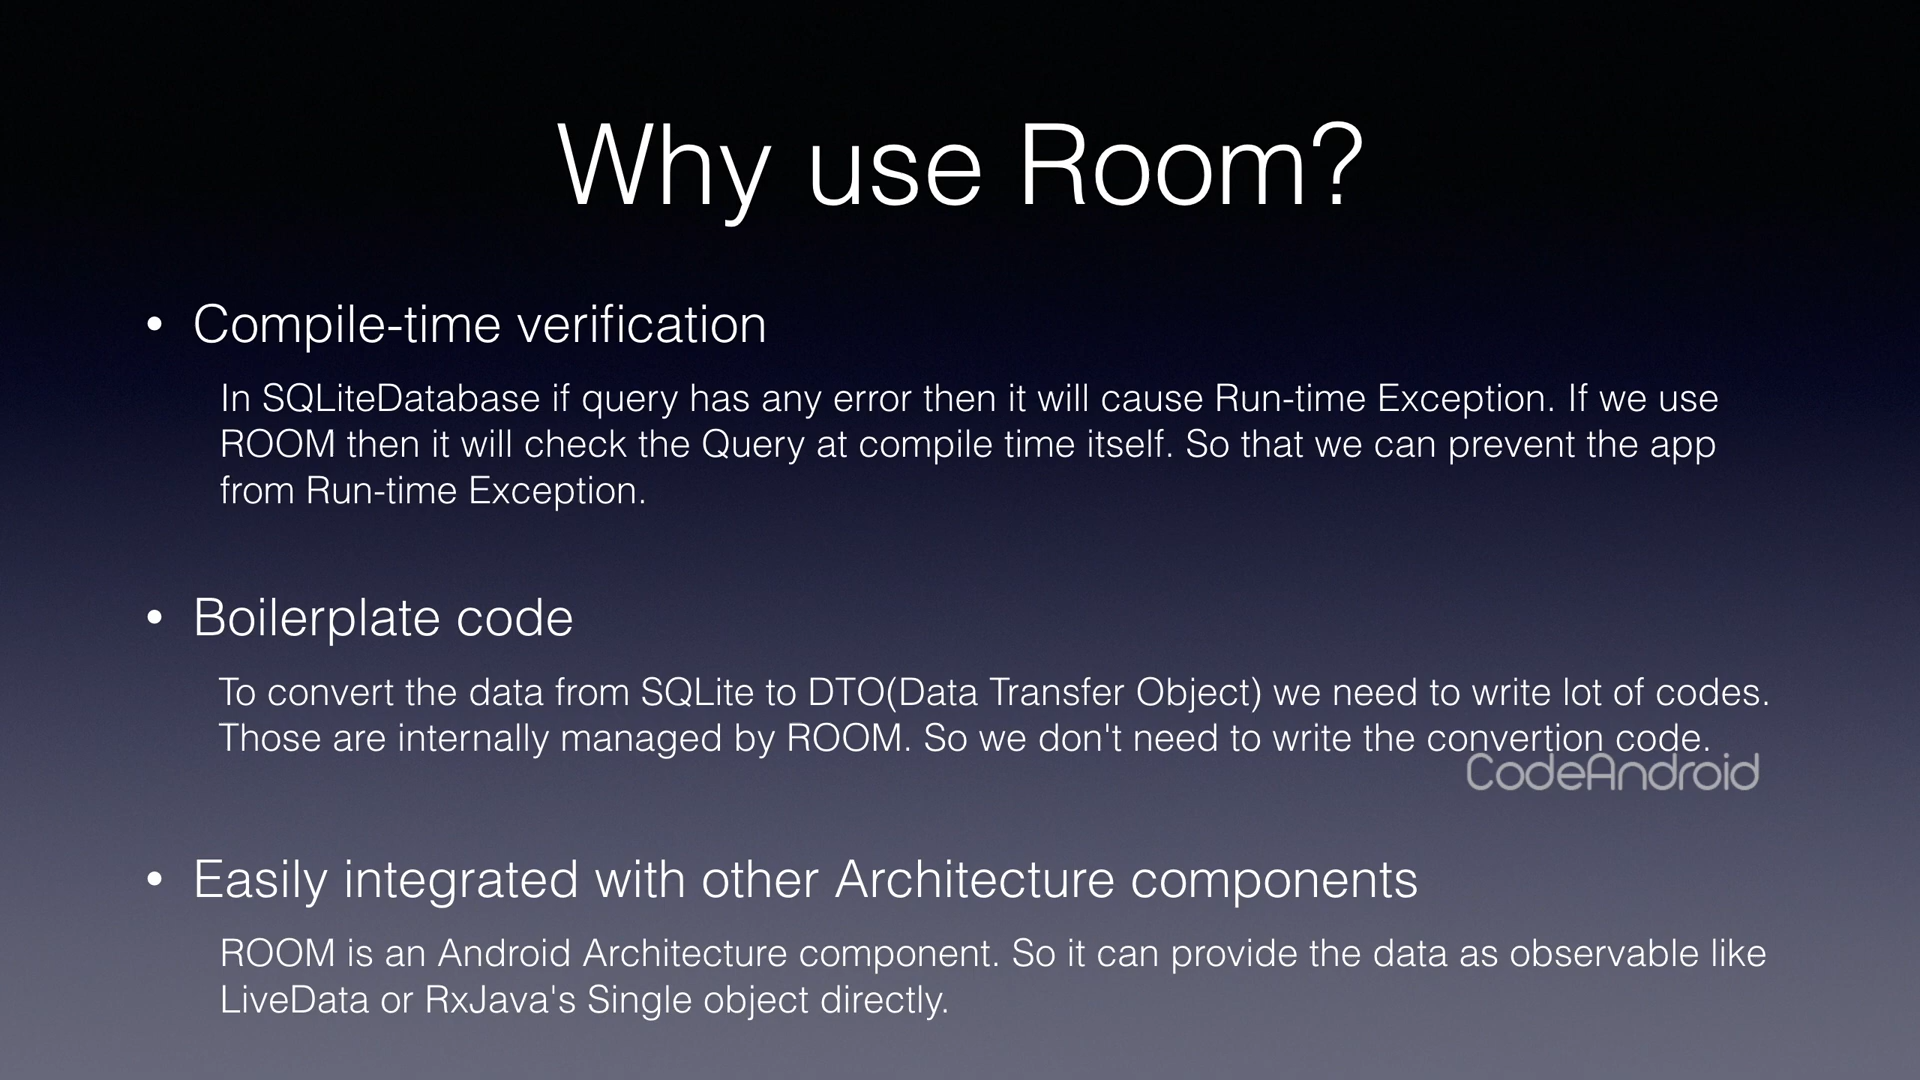 Why use Room?
• Compile-time verification
In SQLiteDatabase if query has any error then it will cause Run-time Exception. If we use
ROOM then it will check the Query at compile time itself. So that we can prevent the app
from Run-time Exception.
• Boilerplate code
To convert the data from SQLite to DTO(Data Transfer Object) we need to write lot of codes.
Those are internally managed by ROOM. So we don't need to write the convertion code.
CodeAndroid
• Easily integrated with other Architecture components
ROOM is an Android Architecture component. So it can provide the data as observable like
LiveData or RxJava's Single object directly.